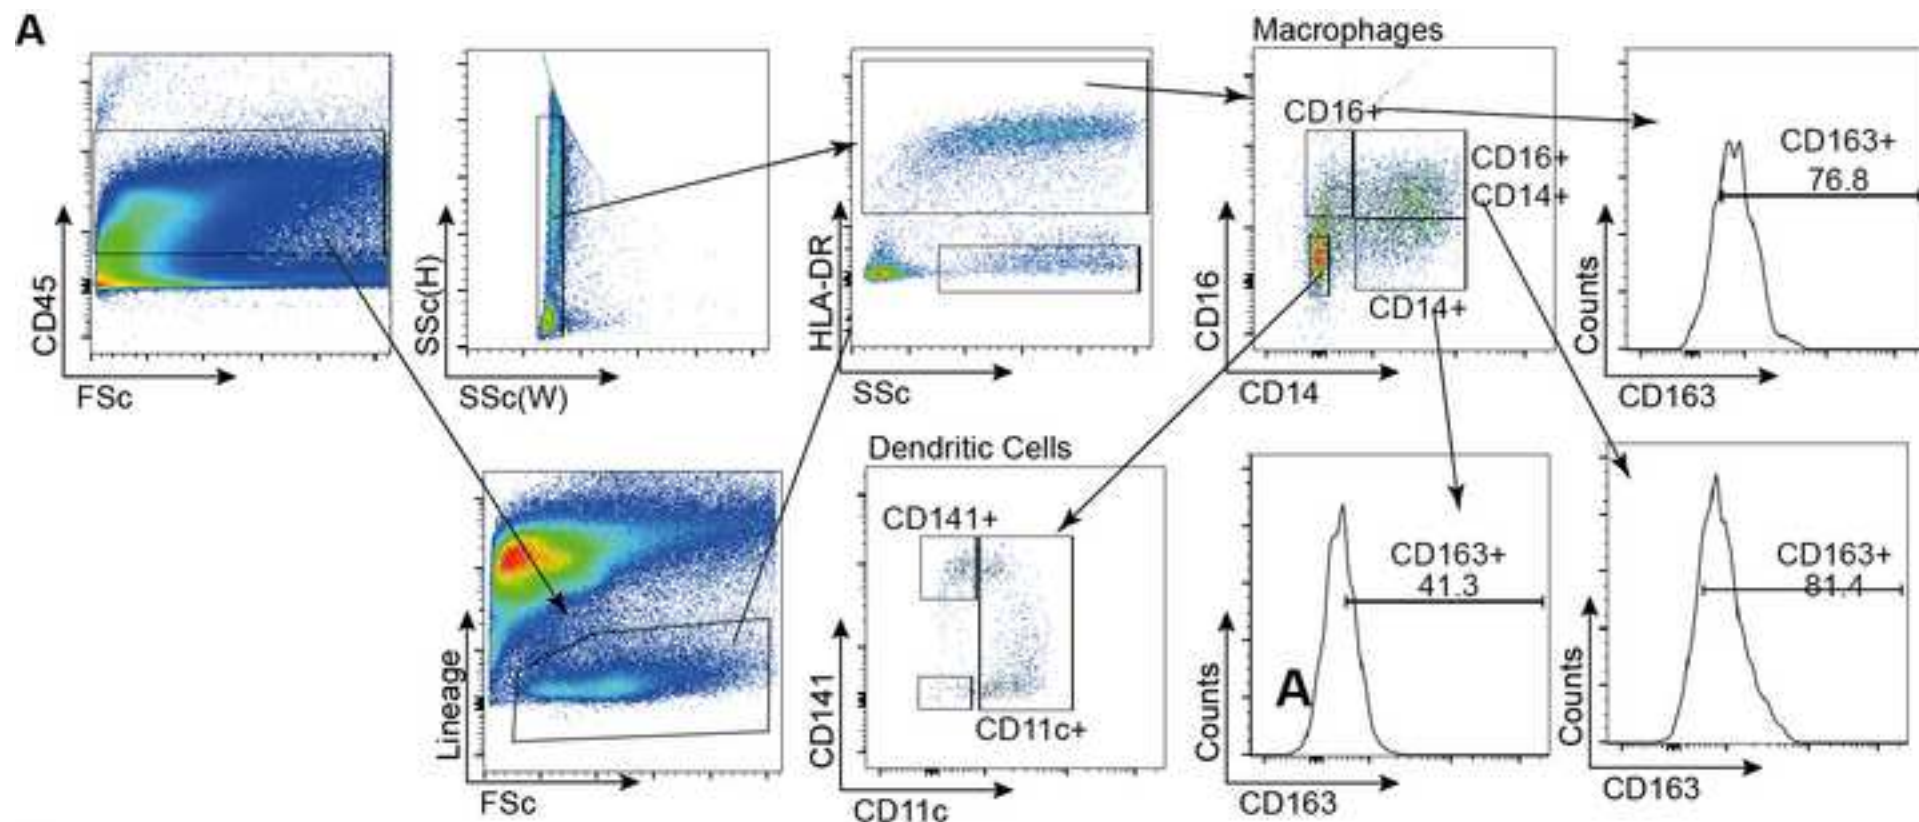 A
CD45
FSc
SSc(H)
SSc(W)
HLA-DR
SSc
Macrophages
CD16+
CD16+
CD14+
CD14+
CD16
CD14
CD163+
76.8
Counts
CD163
Lineage
FSc
Dendritic Cells
CD141+
CD11c+
CD141
CD11c
CD163+
41.3
A
Counts
CD163
CD163+
81.4
Counts
CD163